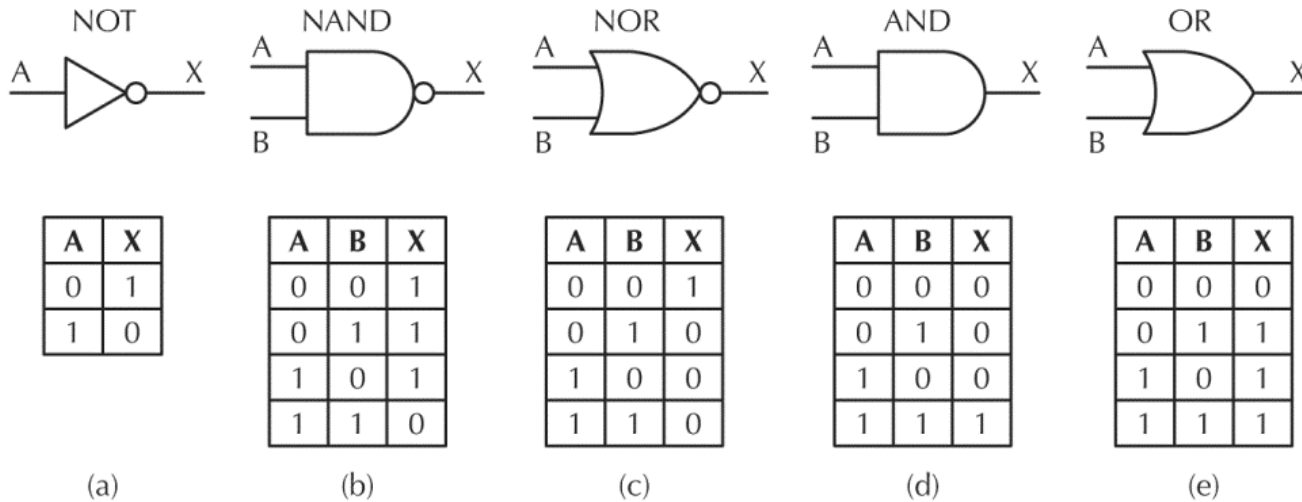 NOT NAND NOR AND OR
A X A B X A B X A B X A B X
A X
0 1
1 0
A B X
0 0 1
0 1 1
1 0 1
1 1 0
A B X
0 0 1
0 1 0
1 0 0
1 1 0
A B X
0 0 0
0 1 0
1 0 0
1 1 1
A B X
0 0 0
0 1 1
1 0 1
1 1 1
(a) (b) (c) (d) (e)